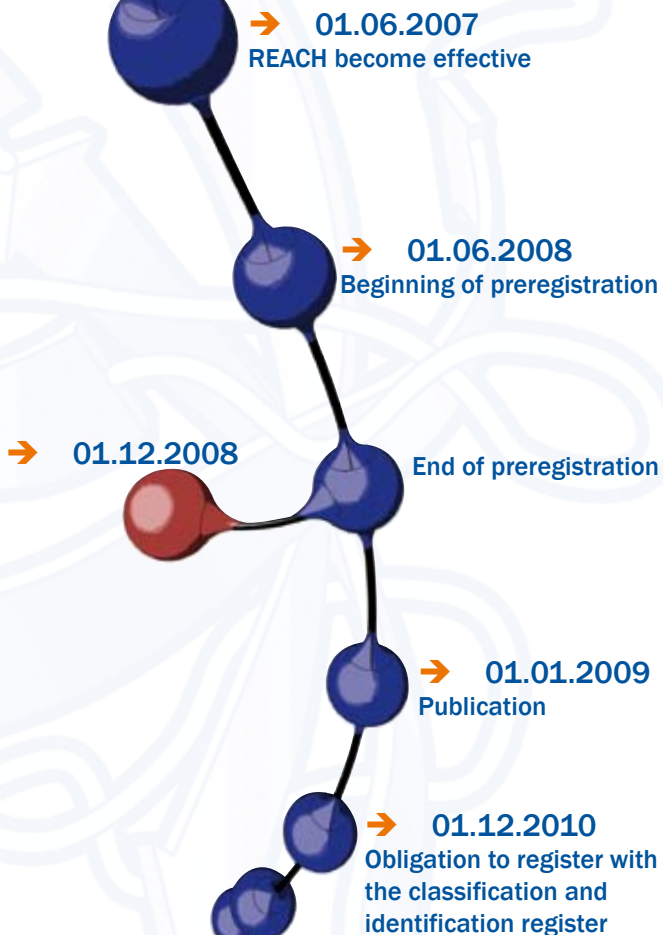 ➔ 01.06.2007
REACH become effective
➔ 01.06.2008
Beginning of preregistration
➔ 01.12.2008
End of preregistration
➔ 01.01.2009
Publication
➔ 01.12.2010
Obligation to register with
the classification and
identification register